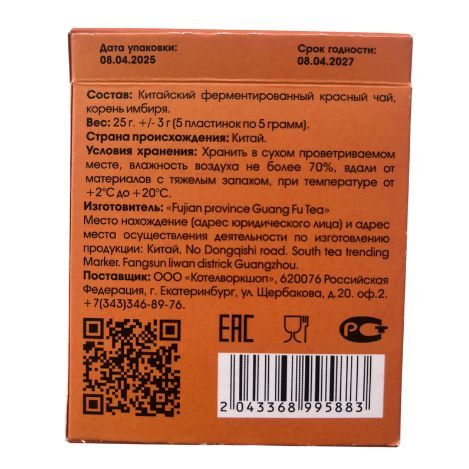 Дата упаковки: Срок годности:
08.04.2025 08.04.2027
Состав: Китайский ферментированный красный чай,
корень имбиря.
Вес: 25 г. +/- 3 г (5 пластинок по 5 грамм).
Страна происхождения: Китай.
Условия хранения: Хранить в сухом проветриваемом
месте, влажность воздуха не более 70%, вдали от
материалов с тяжелым запахом, при температуре от
+2°С до +20°С.
Изготовитель: «Fujian province Guang Fu Tea»
Место нахождение (адрес юридического лица) и адрес
места осуществления деятельности по изготовлению
продукции: Китай, No Dongqishi road. South tea trending
Marker. Fangsun liwan districk Guangzhou.
Поставщик: ООО «Котелворкшоп», 620076 Российская
Федерация, г. Екатеринбург, ул. Щербакова, д.20. оф.2.
+7(343)346-89-76.
EAC
РСТ
2 043368 995883